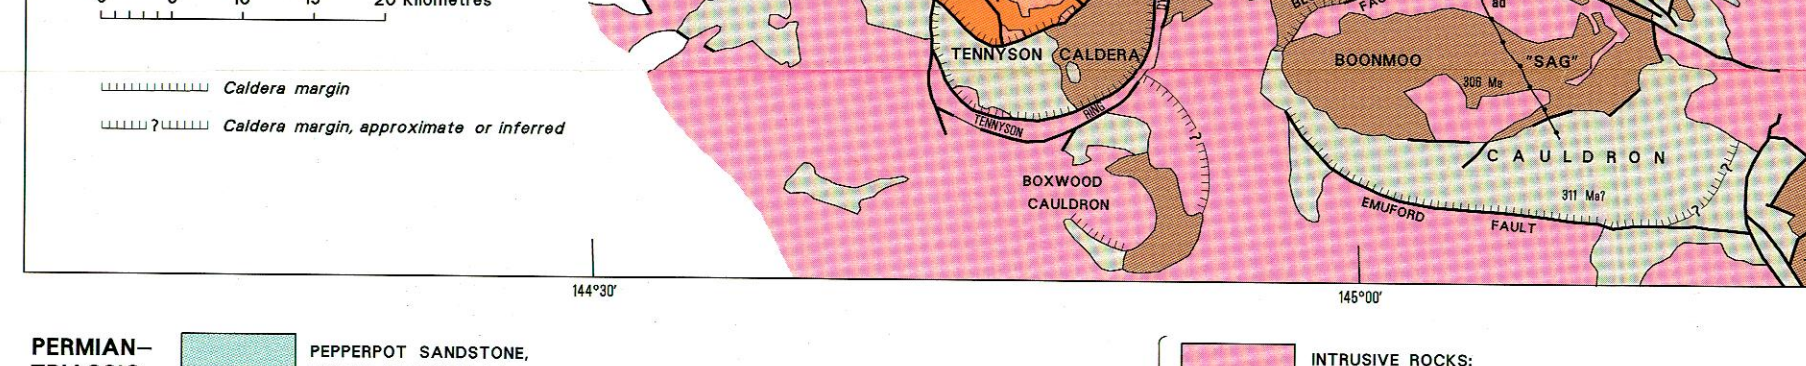 20 Kilometres
Caldera margin
? Caldera margin, approximate or inferred
TENNYSON CALDERA
TENNYSON RING
BOXWOOD
CAULDRON
?
ad
BOONMOO "SAG"
306 Ma
CAULDRON
?
311 Ma?
?
EMUFORD FAULT
144°30'
145°00'
PERMIAN—
PEPPERPOT SANDSTONE,
INTRUSIVE ROCKS: